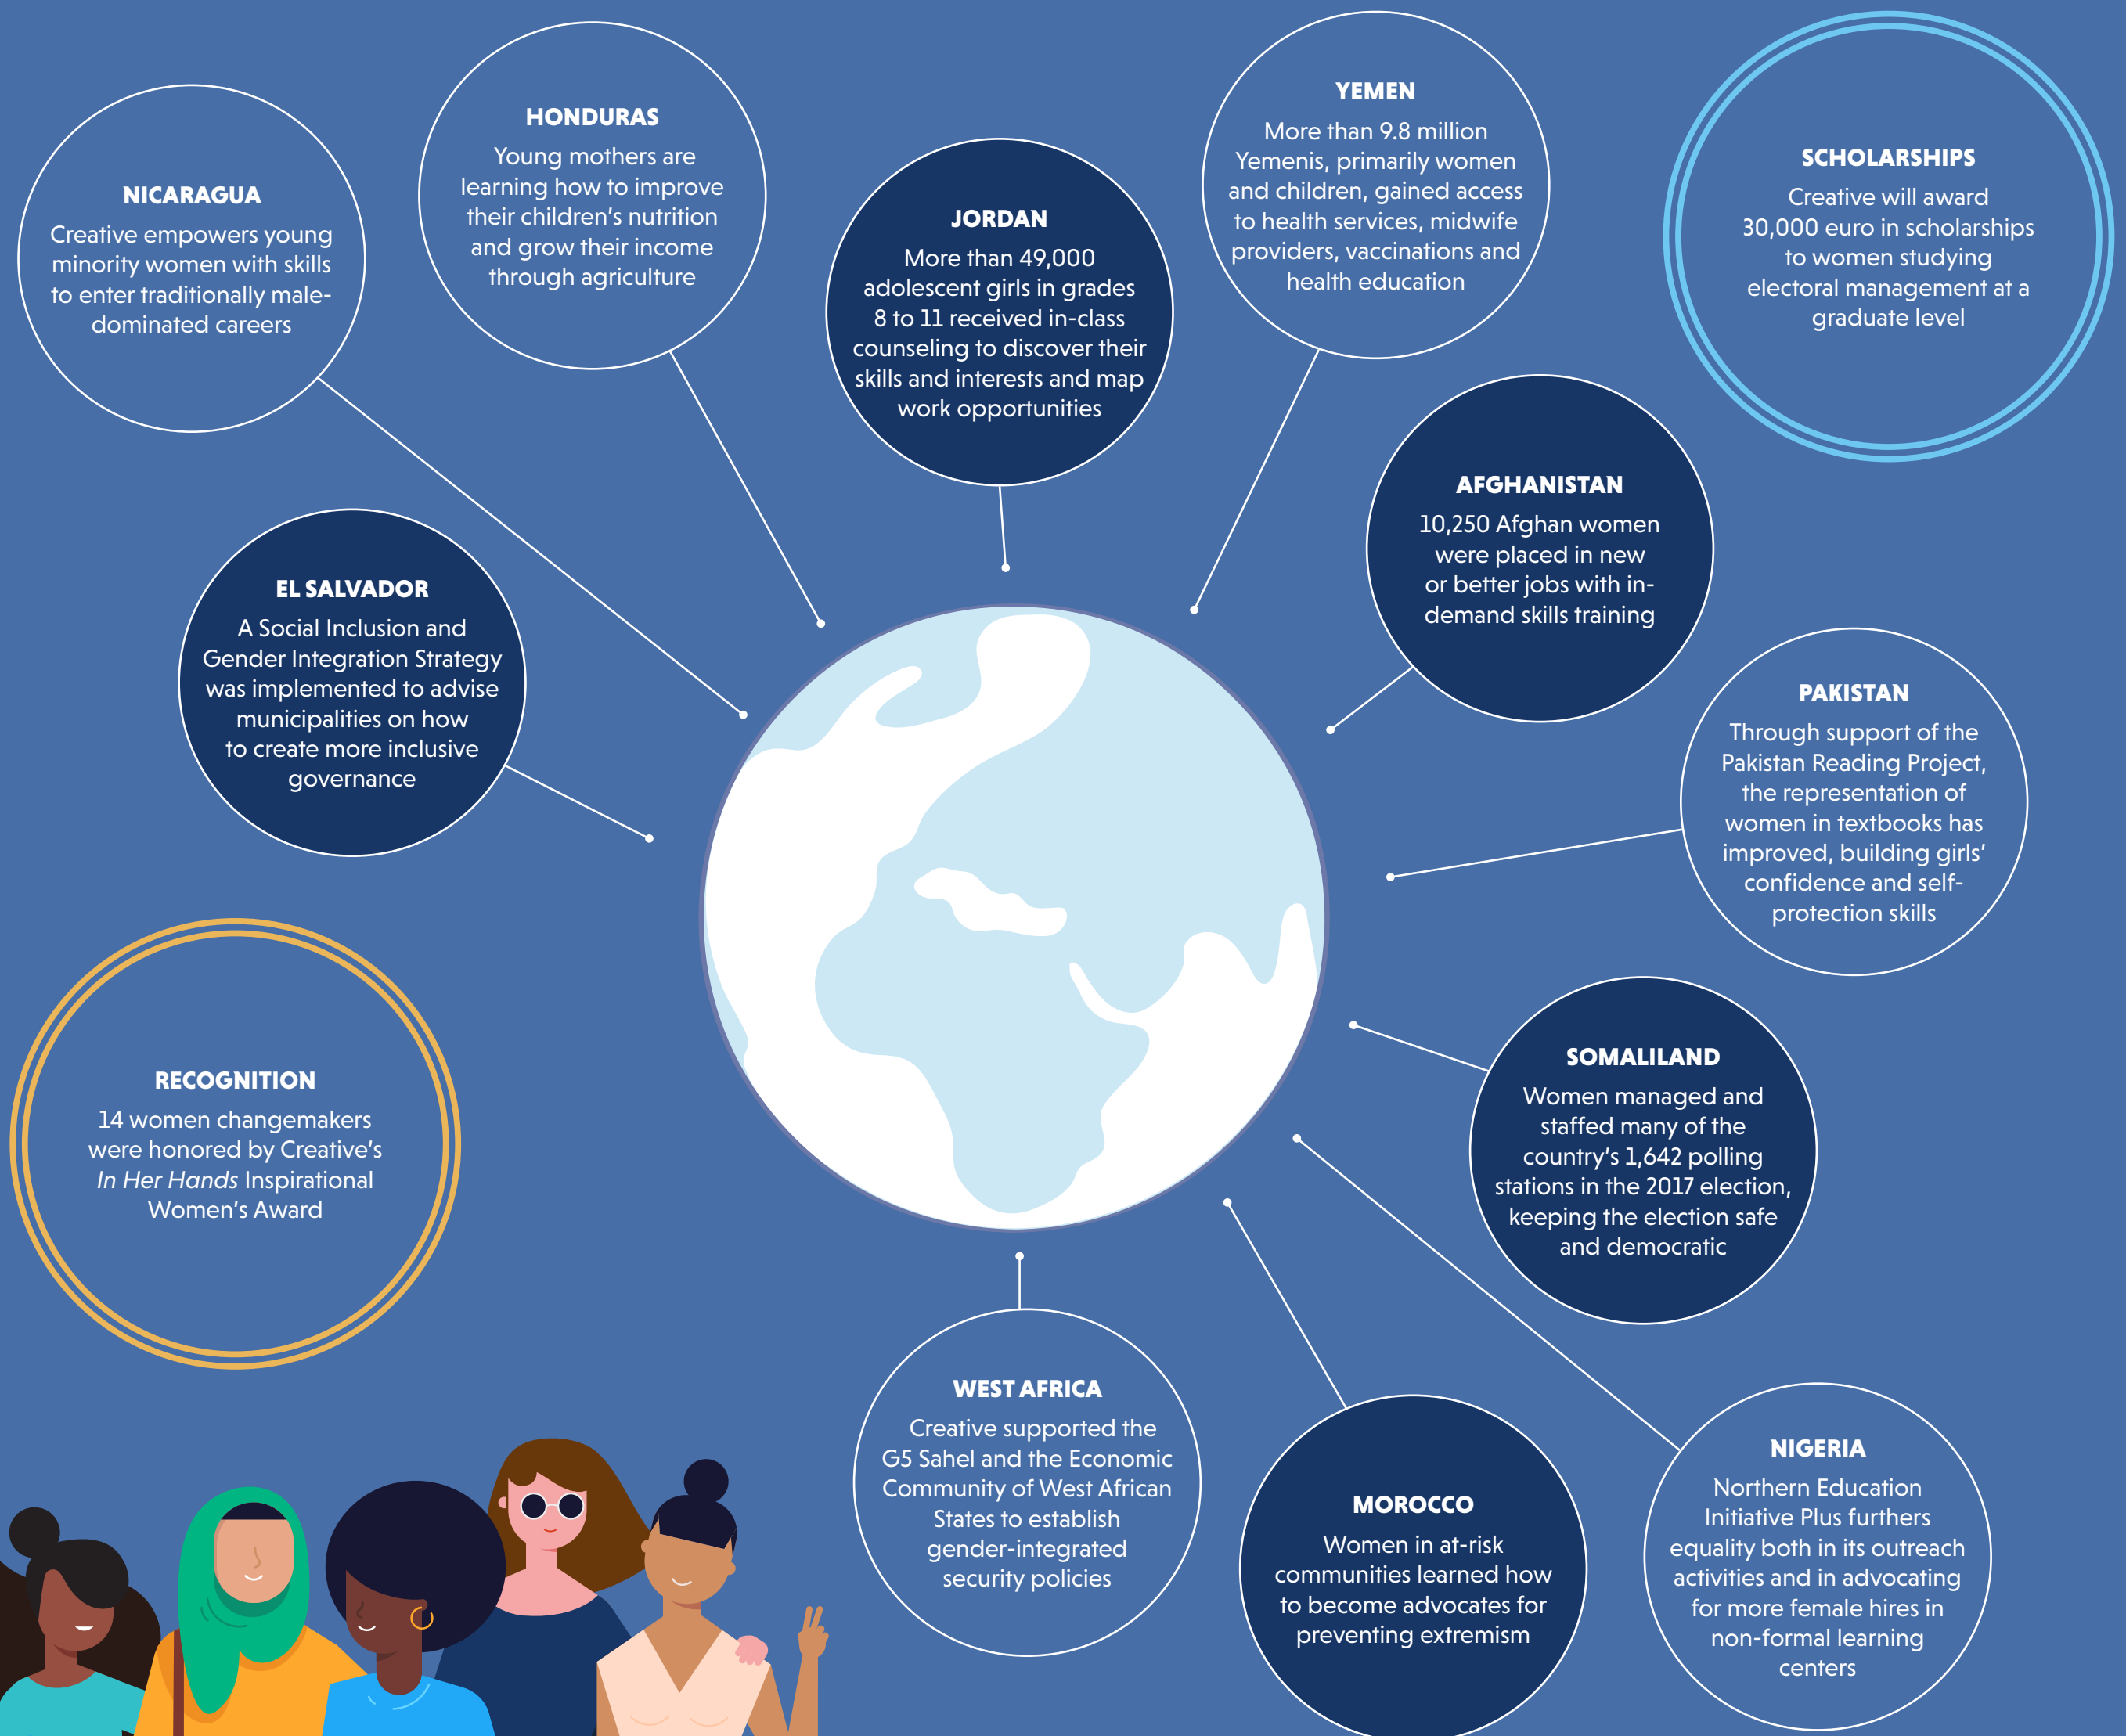 NICARAGUA
Creative empowers young
minority women with skills
to enter traditionally male-
dominated careers
HONDURAS
Young mothers are
learning how to improve
their children's nutrition
and grow their income
through agriculture
JORDAN
More than 49,000
adolescent girls in grades
8 to 11 received in-class
counseling to discover their
skills and interests and map
work opportunities
YEMEN
More than 9.8 million
Yemenis, primarily women
and children, gained access
to health services, midwife
providers, vaccinations and
health education
SCHOLARSHIPS
Creative will award
30,000 euro in scholarships
to women studying
electoral management at a
graduate level
EL SALVADOR
A Social Inclusion and
Gender Integration Strategy
was implemented to advise
municipalities on how
to create more inclusive
governance
AFGHANISTAN
10,250 Afghan women
were placed in new
or better jobs with in-
demand skills training
PAKISTAN
Through support of the
Pakistan Reading Project,
the representation of
women in textbooks has
improved, building girls'
confidence and self-
protection skills
RECOGNITION
14 women changemakers
were honored by Creative's
In Her Hands Inspirational
Women's Award
SOMALILAND
Women managed and
staffed many of the
country's 1,642 polling
stations in the 2017 election,
keeping the election safe
and democratic
WEST AFRICA
Creative supported the
G5 Sahel and the Economic
Community of West African
States to establish
gender-integrated
security policies
MOROCCO
Women in at-risk
communities learned how
to become advocates for
preventing extremism
NIGERIA
Northern Education
Initiative Plus furthers
equality both in its outreach
activities and in advocating
for more female hires in
non-formal learning
centers